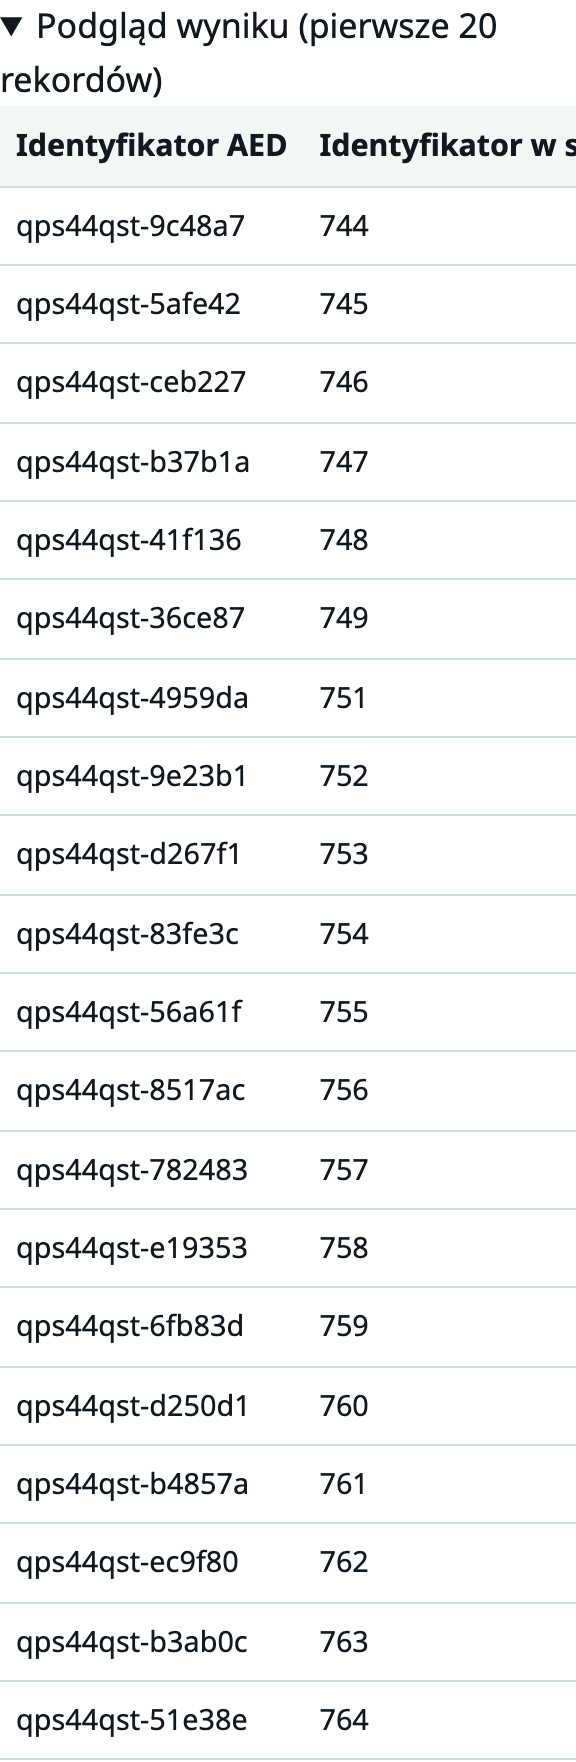 ▼ Podgląd wyniku (pierwsze 20
rekordów)
Identyfikator AED Identyfikator w s
qps44qst-9c48a7 744
qps44qst-5afe42 745
qps44qst-ceb227 746
qps44qst-b37b1a 747
qps44qst-41f136 748
qps44qst-36ce87 749
qps44qst-4959da 751
qps44qst-9e23b1 752
qps44qst-d267f1 753
qps44qst-83fe3c 754
qps44qst-56a61f 755
qps44qst-8517ac 756
qps44qst-782483 757
qps44qst-e19353 758
qps44qst-6fb83d 759
qps44qst-d250d1 760
qps44qst-b4857a 761
qps44qst-ec9f80 762
qps44qst-b3ab0c 763
qps44qst-51e38e 764